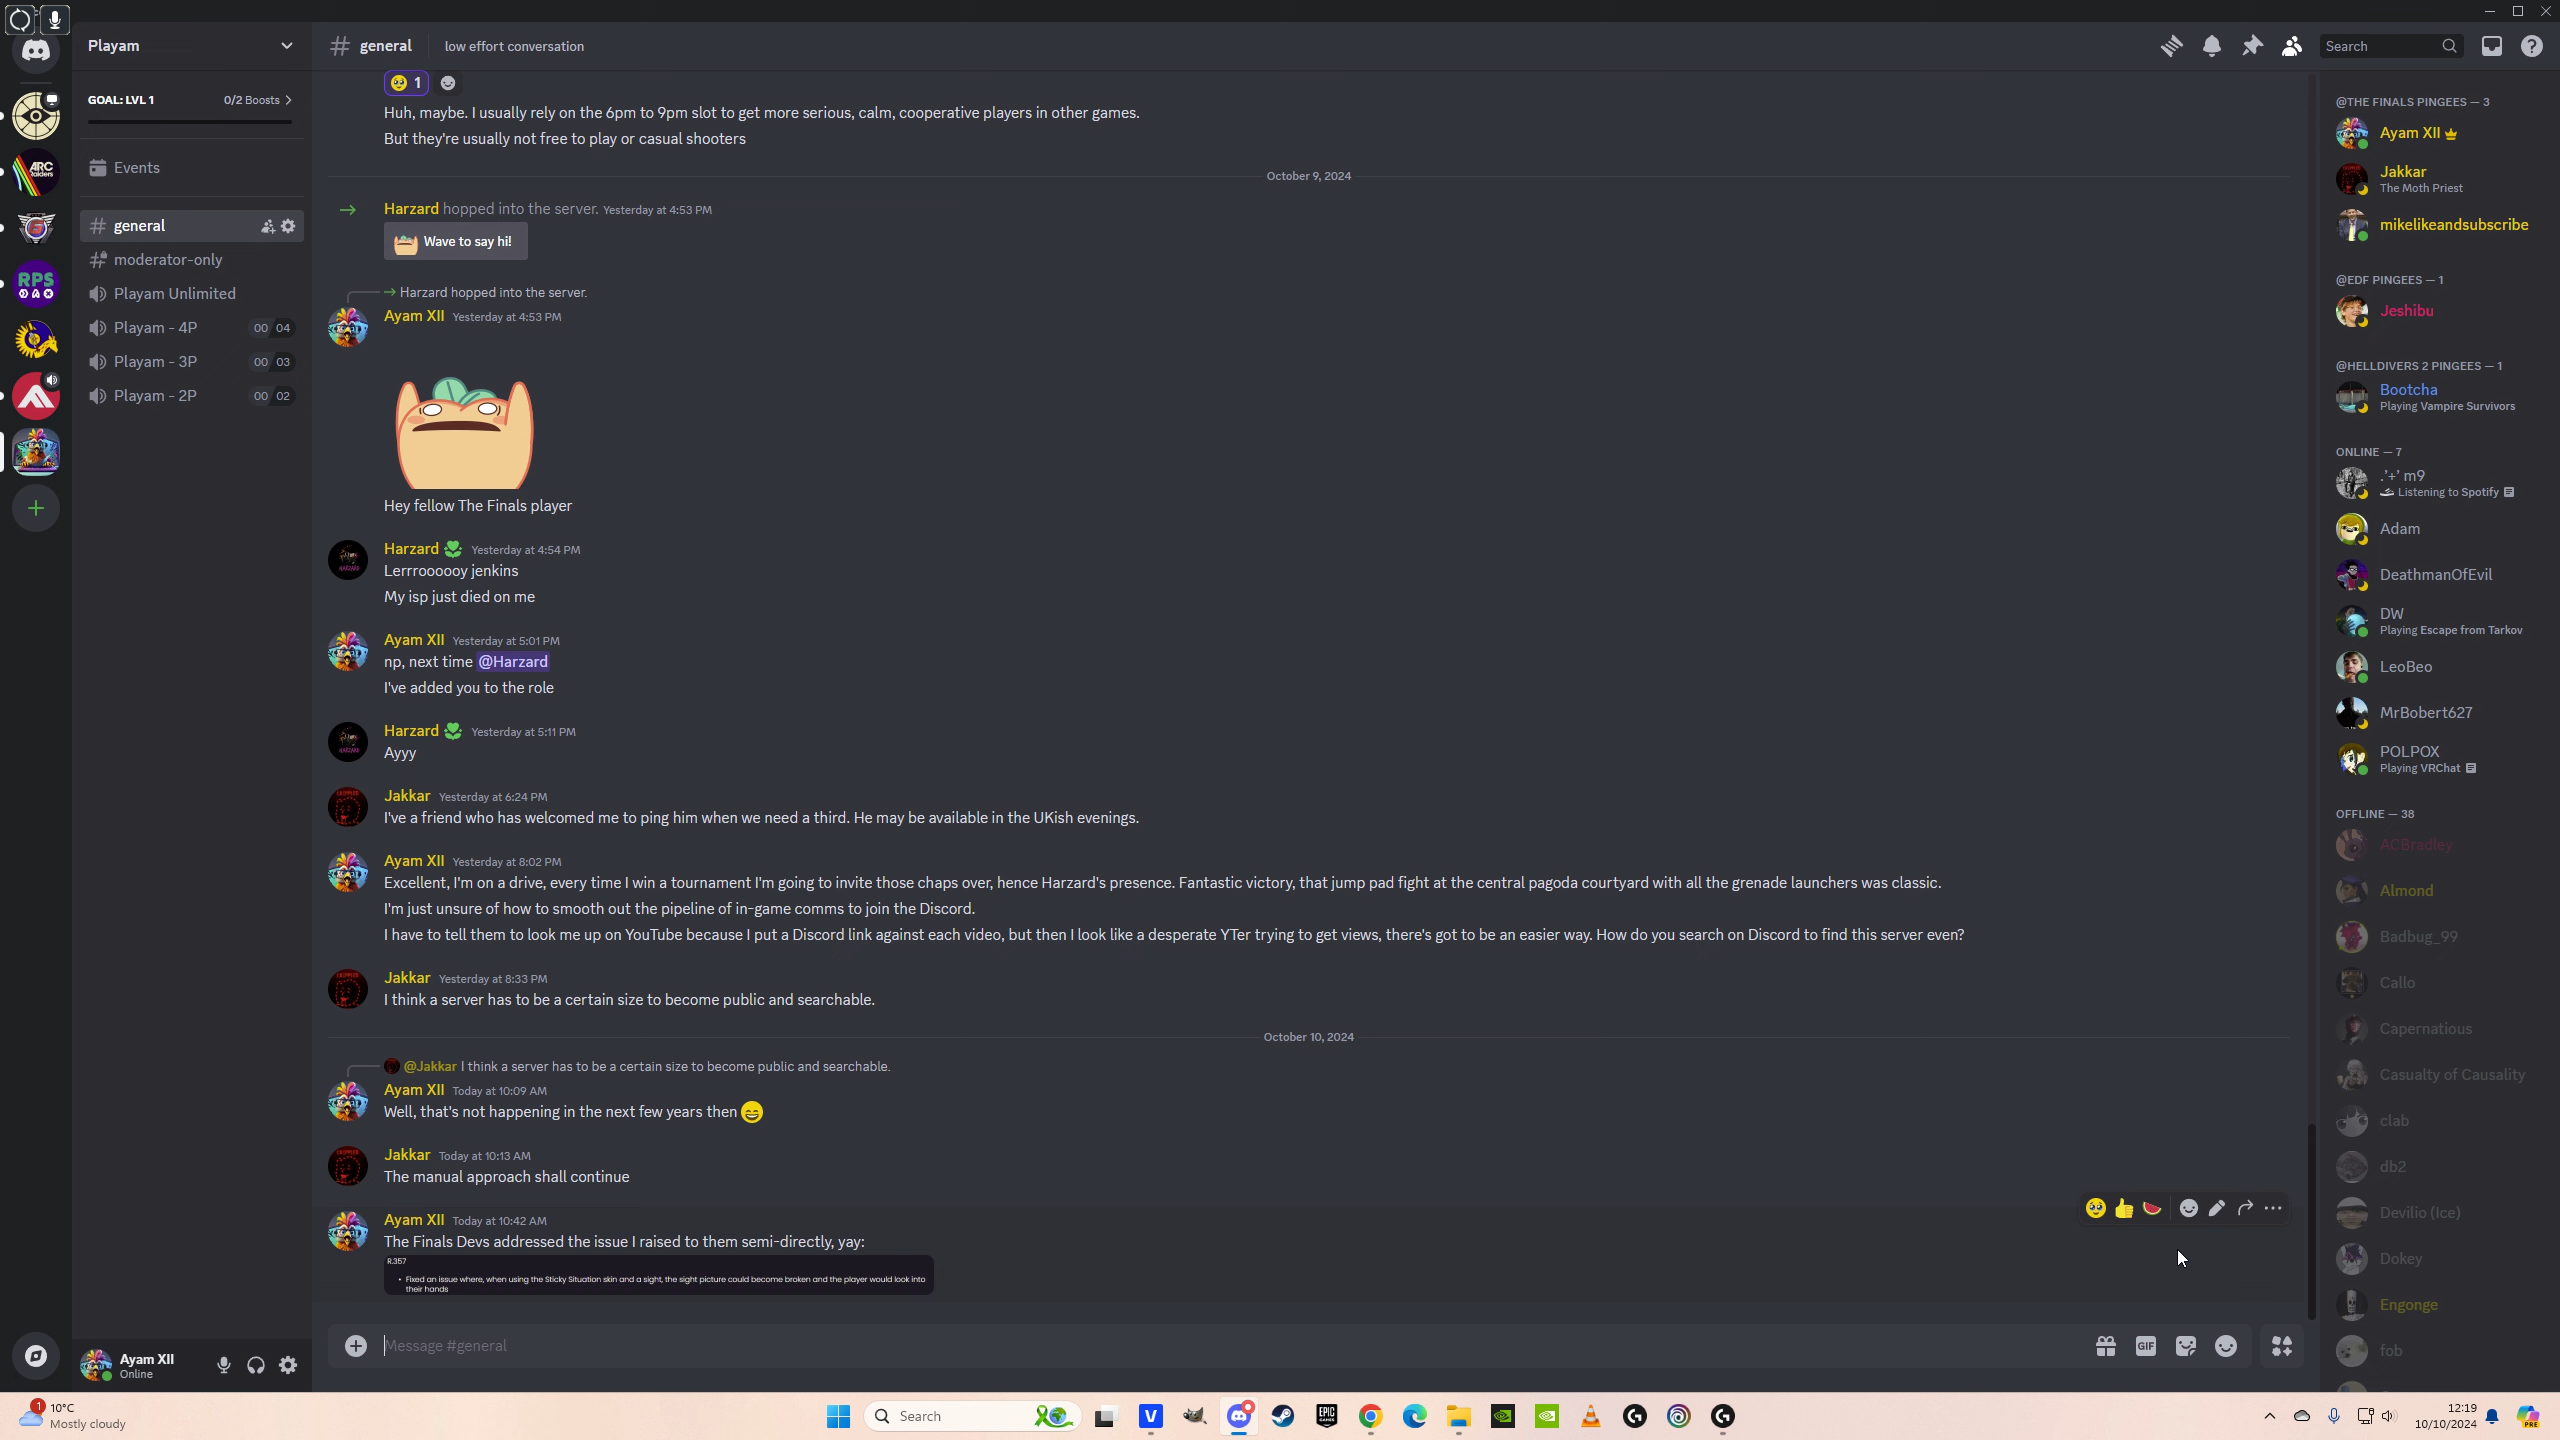 Playam
# general
low effort conversation
Search
GOAL: LVL 1
0/2 Boosts
Events
general
moderator-only
Playam Unlimited
Playam - 4P 00 04
Playam - 3P 00 03
Playam - 2P 00 02
ARC Raiders
RPS
1
Huh, maybe. I usually rely on the 6pm to 9pm slot to get more serious, calm, cooperative players in other games.
But they're usually not free to play or casual shooters
October 9, 2024
Harzard hopped into the server. Yesterday at 4:53 PM
Wave to say hi!
Harzard hopped into the server.
Ayam XII Yesterday at 4:53 PM
Hey fellow The Finals player
Harzard Yesterday at 4:54 PM
Lerrroooooy jenkins
My isp just died on me
Ayam XII Yesterday at 5:01 PM
np, next time @Harzard
I've added you to the role
Harzard Yesterday at 5:11 PM
Ayyy
Jakkar Yesterday at 6:24 PM
I've a friend who has welcomed me to ping him when we need a third. He may be available in the UKish evenings.
Ayam XII Yesterday at 8:02 PM
Excellent, I'm on a drive, every time I win a tournament I'm going to invite those chaps over, hence Harzard's presence. Fantastic victory, that jump pad fight at the central pagoda courtyard with all the grenade launchers was classic.
I'm just unsure of how to smooth out the pipeline of in-game comms to join the Discord.
I have to tell them to look me up on YouTube because I put a Discord link against each video, but then I look like a desperate YTer trying to get views, there's got to be an easier way. How do you search on Discord to find this server even?
Jakkar Yesterday at 8:33 PM
I think a server has to be a certain size to become public and searchable.
October 10, 2024
@Jakkar I think a server has to be a certain size to become public and searchable.
Ayam XII Today at 10:09 AM
Well, that's not happening in the next few years then
Jakkar Today at 10:13 AM
The manual approach shall continue
Ayam XII Today at 10:42 AM
The Finals Devs addressed the issue I raised to them semi-directly, yay:
R.357
• Fixed an issue where, when using the Sticky Situation skin and a sight, the sight picture could become broken and the player would look into
their hands
Message #general
GIF
Ayam XII
Online
@THE FINALS PINGEES — 3
Ayam XII
Jakkar
The Moth Priest
mikelikeandsubscribe
@EDF PINGEES — 1
Jeshibu
@HELLDIVERS 2 PINGEES — 1
Bootcha
Playing Vampire Survivors
ONLINE — 7
.'+' m9
Listening to Spotify
Adam
DeathmanOfEvil
DW
Playing Escape from Tarkov
LeoBeo
MrBobert627
POLPOX
Playing VRChat
OFFLINE — 38
ACBradley
Almond
Badbug_99
Callo
Capernatious
Casualty of Causality
clab
db2
Devilio (Ice)
Dokey
Engonge
fob
1
10°C
Mostly cloudy
Search
V
EPIC GAMES
12:19
10/10/2024
PRE